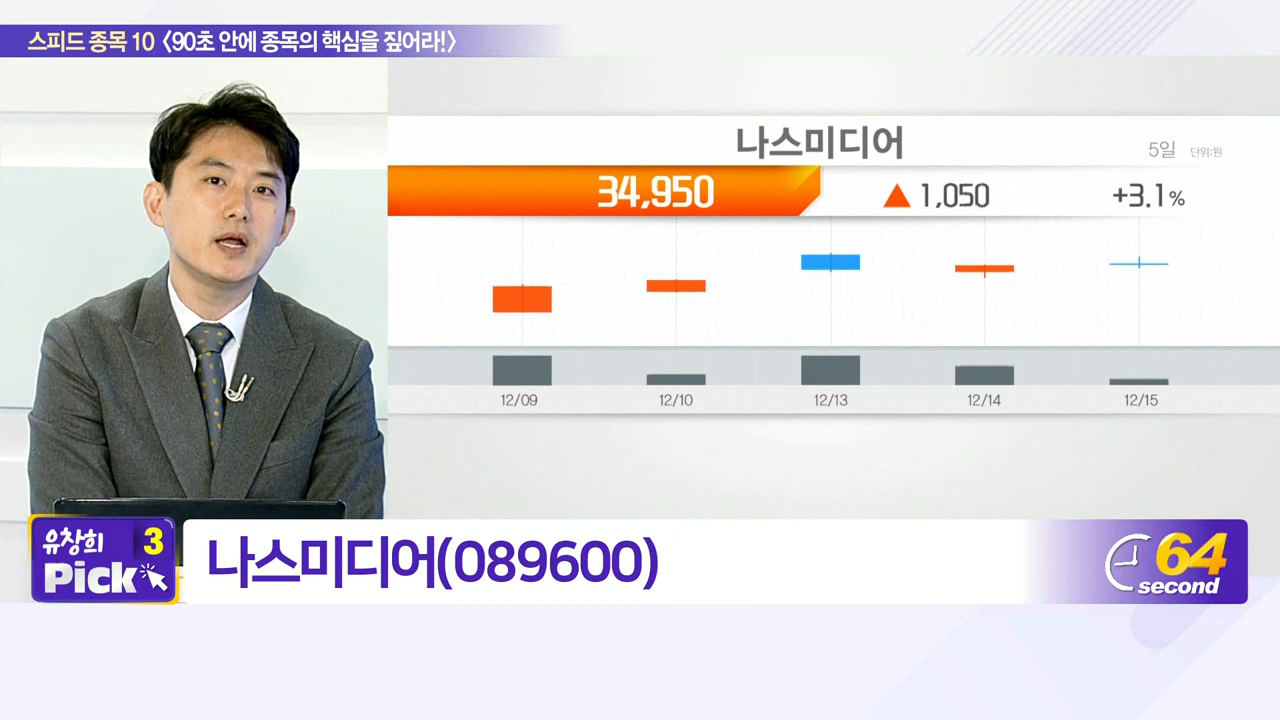 스피드 종목 10 〈90초 안에 종목의 핵심을 짚어라!〉
나스미디어
5일 단위:원
34,950 ▲ 1,050 +3.1%
12/09 12/10 12/13 12/14 12/15
유창희 3
Pick
나스미디어(089600)
64
second